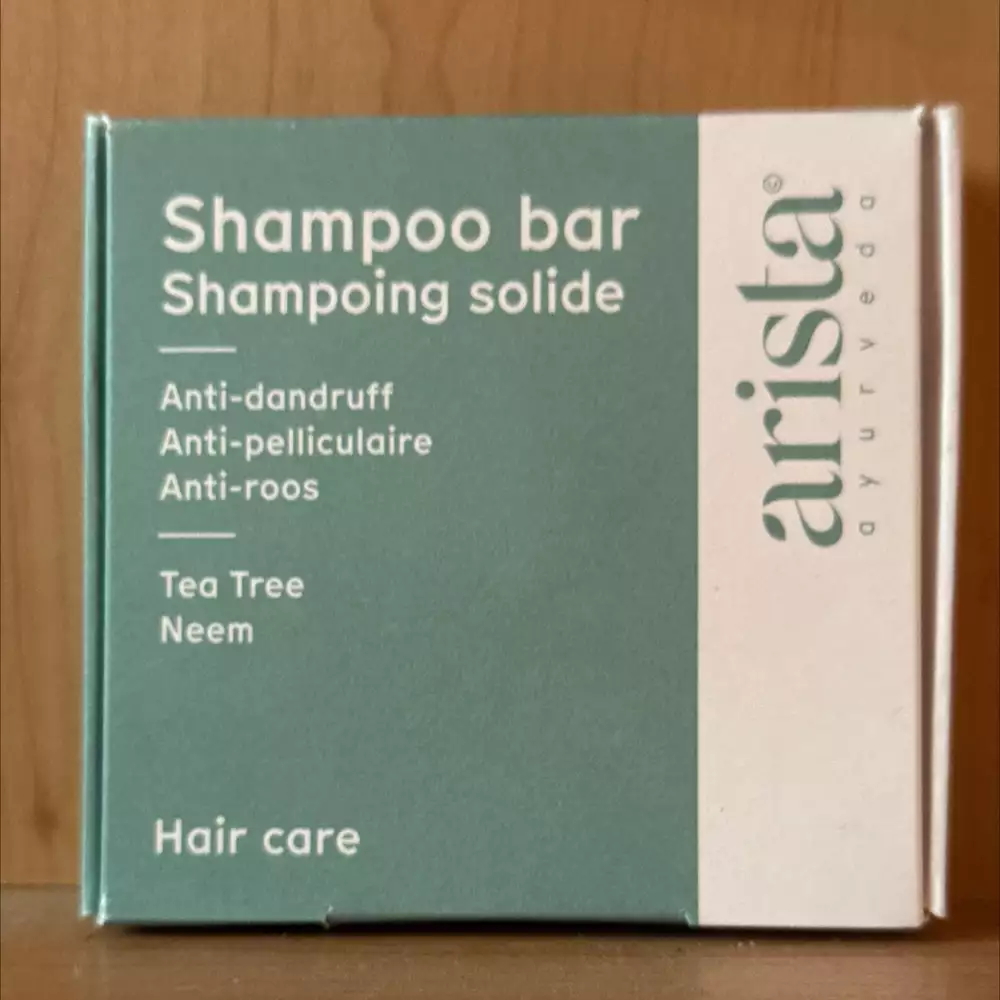 Shampoo bar
Shampoing solide
Anti-dandruff
Anti-pelliculaire
Anti-roos
Tea Tree
Neem
Hair care
arista©
ayurveda